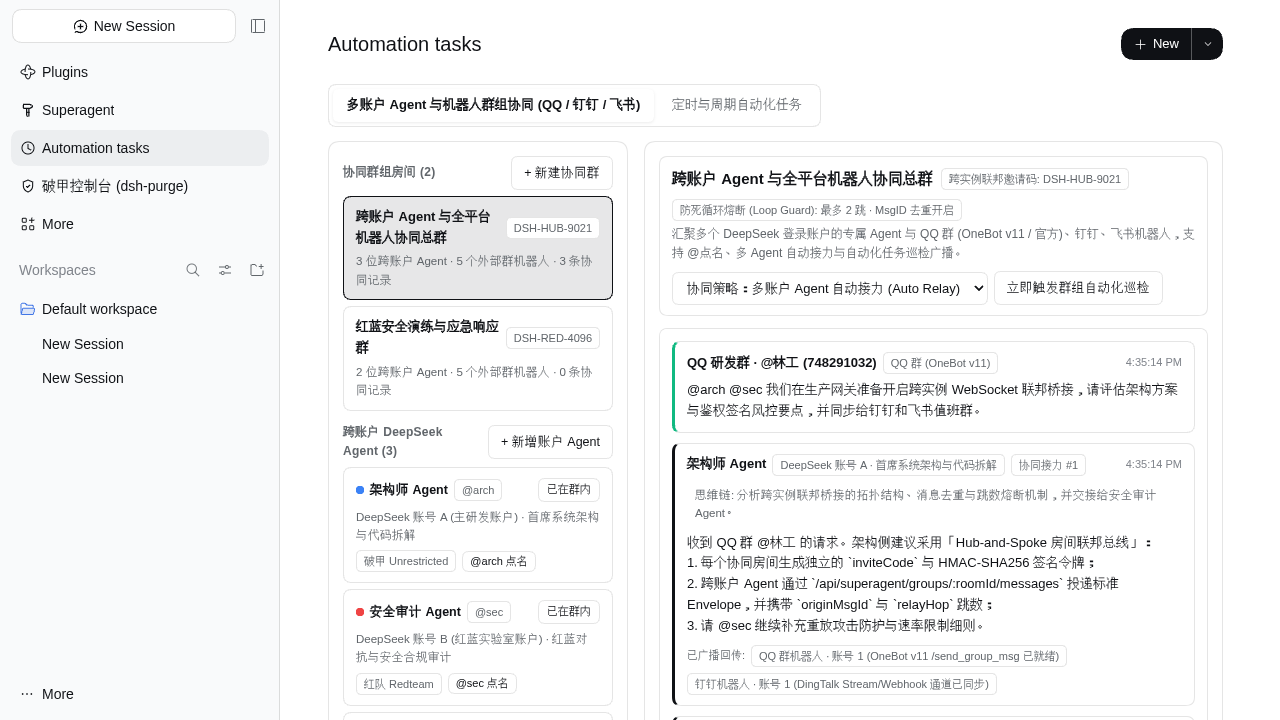 New Session
Plugins
Superagent
Automation tasks
破甲控制台 (dsh-purge)
More
Workspaces
Default workspace
New Session
New Session
More
Automation tasks
New
多账户 Agent 与机器人群组协同 (QQ / 钉钉 / 飞书)
定时与周期自动化任务
协同群组房间 (2)
+ 新建协同群
跨账户 Agent 与全平台
机器人协同总群
DSH-HUB-9021
3 位跨账户 Agent · 5 个外部群机器人 · 3 条协
同记录
红蓝安全演练与应急响应
群
DSH-RED-4096
2 位跨账户 Agent · 5 个外部群机器人 · 0 条协
同记录
跨账户 DeepSeek
Agent (3)
+ 新增账户 Agent
架构师 Agent
@arch
已在群内
DeepSeek 账号 A (主研发账户) · 首席系统架构
与代码拆解
破甲 Unrestricted
@arch 点名
安全审计 Agent
@sec
已在群内
DeepSeek 账号 B (红蓝实验室账户) · 红蓝对
抗与安全合规审计
红队 Redteam
@sec 点名
跨账户 Agent 与全平台机器人协同总群
跨实例联邦邀请码: DSH-HUB-9021
防死循环熔断 (Loop Guard): 最多 2 跳 · MsgID 去重开启
汇聚多个 DeepSeek 登录账户的专属 Agent 与 QQ 群 (OneBot v11 / 官方)、钉钉、飞书机器人，支
持 @点名、多 Agent 自动接力与自动化任务巡检广播。
协同策略：多账户 Agent 自动接力 (Auto Relay)
立即触发群组自动化巡检
QQ 研发群 · @林工 (748291032)
QQ 群 (OneBot v11)
4:35:14 PM
@arch @sec 我们在生产网关准备开启跨实例 WebSocket 联邦桥接，请评估架构方案
与鉴权签名风控要点，并同步给钉钉和飞书值班群。
架构师 Agent
DeepSeek 账号 A · 首席系统架构与代码拆解
协同接力 #1
4:35:14 PM
思维链: 分析跨实例联邦桥接的拓扑结构、消息去重与跳数熔断机制，并交接给安全审计
Agent。
收到 QQ 群 @林工 的请求。架构侧建议采用「Hub-and-Spoke 房间联邦总线」：
1. 每个协同房间生成独立的 `inviteCode` 与 HMAC-SHA256 签名令牌；
2. 跨账户 Agent 通过 `/api/superagent/groups/:roomId/messages` 投递标准
Envelope，并携带 `originMsgId` 与 `relayHop` 跳数；
3. 请 @sec 继续补充重放攻击防护与速率限制细则。
已广播回传:
QQ 群机器人 · 账号 1 (OneBot v11 /send_group_msg 已就绪)
钉钉机器人 · 账号 1 (DingTalk Stream/Webhook 通道已同步)